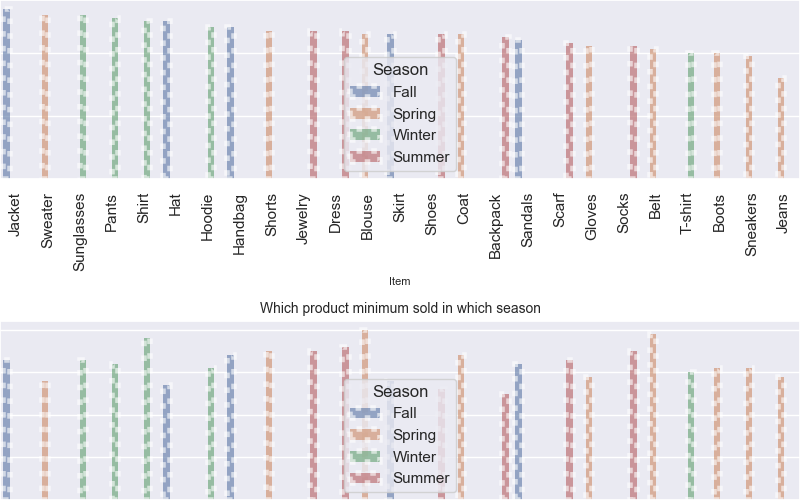 Season
Fall
Spring
Winter
Summer
Jacket
Sweater
Sunglasses
Pants
Shirt
Hat
Hoodie
Handbag
Shorts
Jewelry
Dress
Blouse
Skirt
Shoes
Coat
Backpack
Sandals
Scarf
Gloves
Socks
Belt
T-shirt
Boots
Sneakers
Jeans
Item
Which product minimum sold in which season
Season
Fall
Spring
Winter
Summer